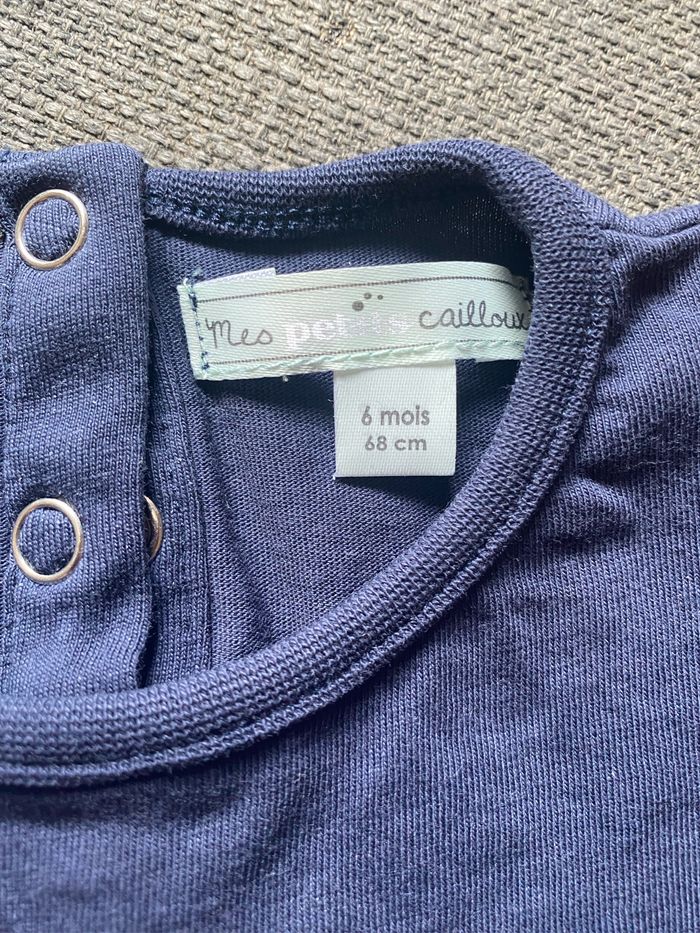 Mes petits cailloux
6 mois
68 cm